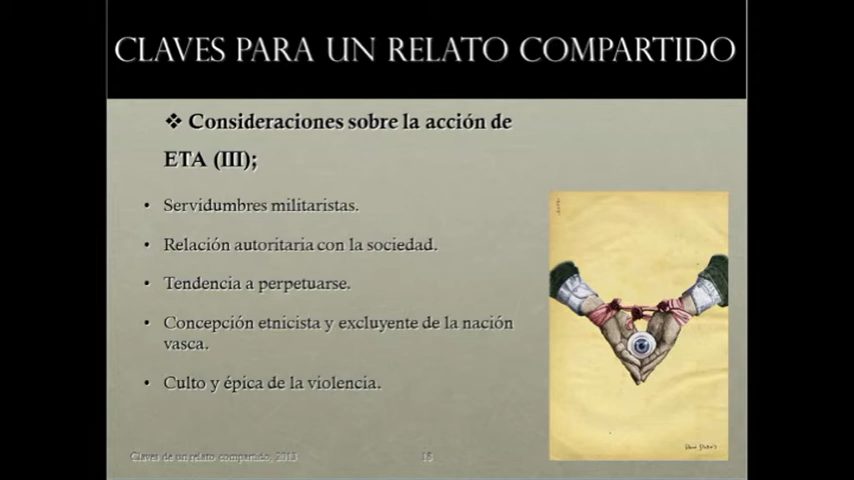 CLAVES PARA UN RELATO COMPARTIDO
❖ Consideraciones sobre la acción de
ETA (III);
• Servidumbres militaristas.
• Relación autoritaria con la sociedad.
• Tendencia a perpetuarse.
• Concepción etnicista y excluyente de la nación
vasca.
• Culto y épica de la violencia.
Claves de un relato compartido, 2013